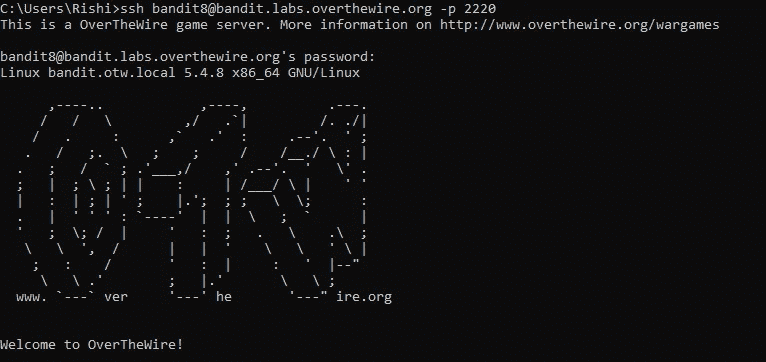 C:\Users\Rishi>ssh bandit8@bandit.labs.overthewire.org -p 2220
This is a OverTheWire game server. More information on http://www.overthewire.org/wargames
bandit8@bandit.labs.overthewire.org's password:
Linux bandit.otw.local 5.4.8 x86_64 GNU/Linux
www. `---` ver '---' he '---" ire.org
Welcome to OverTheWire!